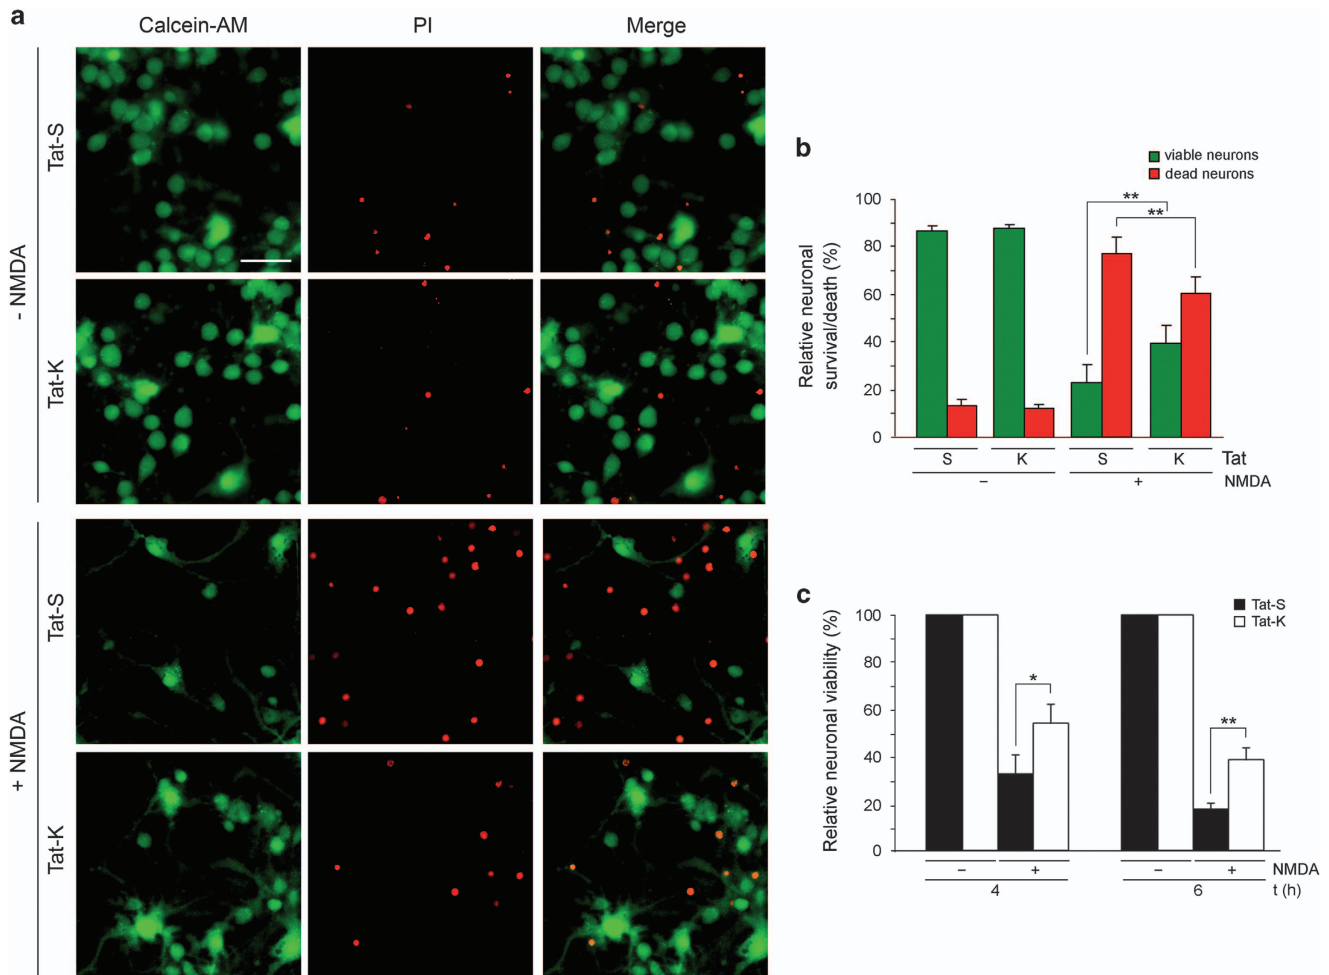 a
Calcein-AM PI Merge
- NMDA
Tat-S
Tat-K
+ NMDA
Tat-S
Tat-K
b
viable neurons
dead neurons
Relative neuronal
survival/death (%)
100
80
60
40
20
0
** **
S K S K Tat
− + NMDA
c
Tat-S
Tat-K
Relative neuronal viability (%)
100
80
60
40
20
0
* **
− + − + NMDA
4 6 t (h)